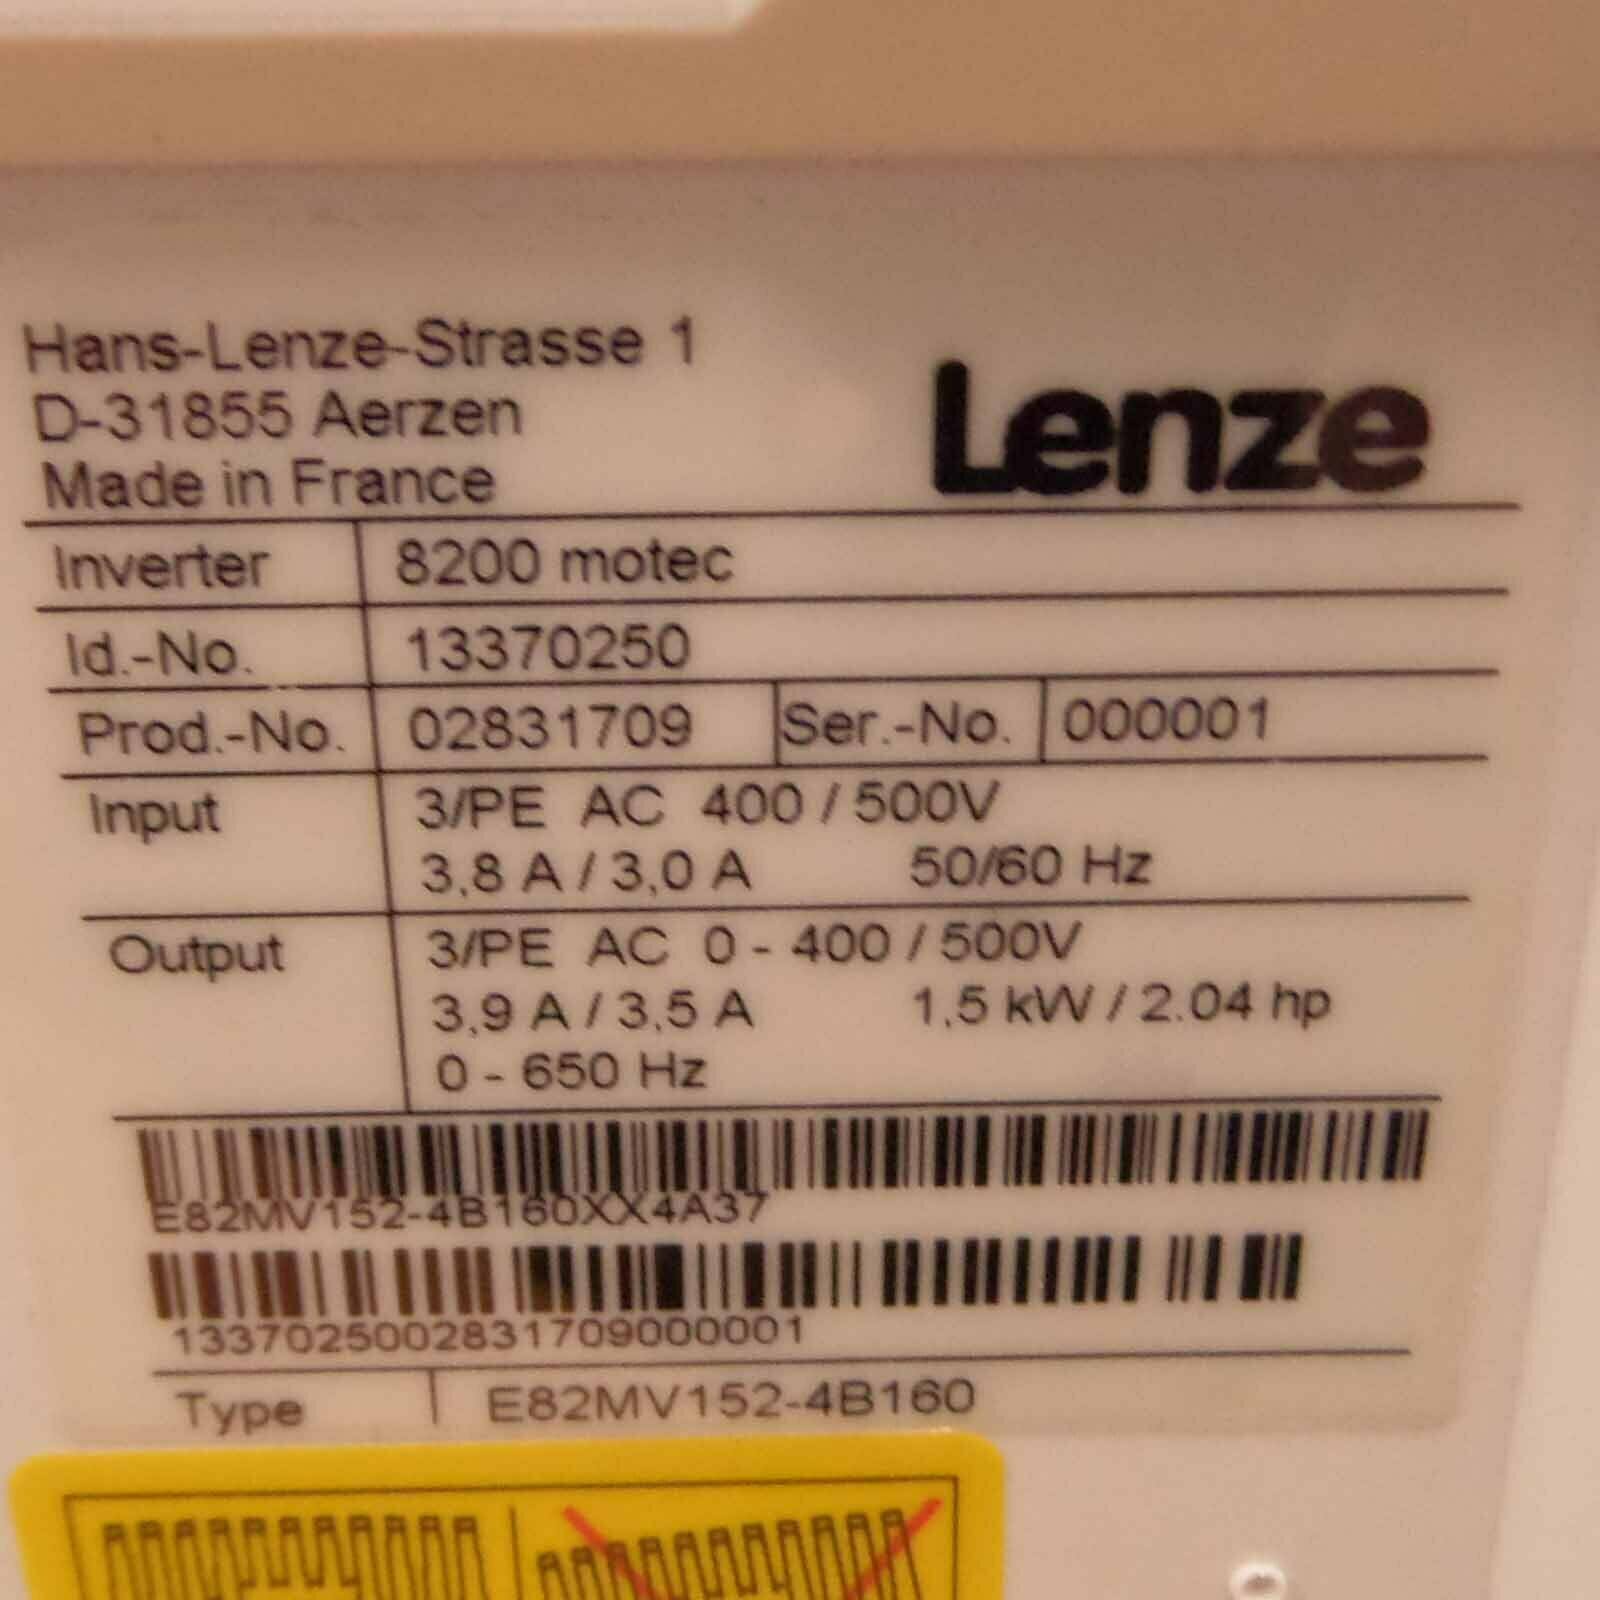 Hans-Lenze-Strasse 1
D-31855 Aerzen
Made in France
Lenze
Inverter 8200 motec
Id.-No. 13370250
Prod.-No. 02831709 Ser.-No. 000001
Input 3/PE AC 400 / 500V
3,8 A / 3,0 A 50/60 Hz
Output 3/PE AC 0 - 400 / 500V
3,9 A / 3,5 A 1,5 kW / 2.04 hp
0 - 650 Hz
E82MV152-4B160XX4A37
1337025002831709000001
Type E82MV152-4B160